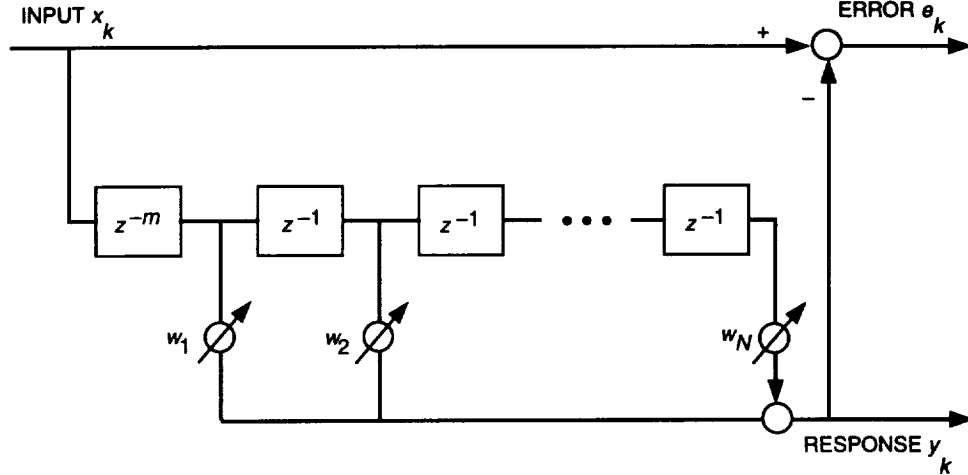 INPUT x_k
ERROR e_k
+
−
z^{-m}
z^{-1}
z^{-1}
z^{-1}
w_1
w_2
w_N
RESPONSE y_k